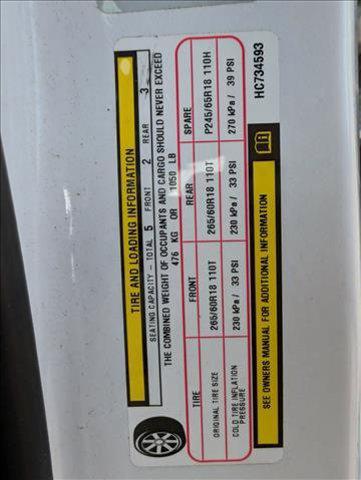 TIRE AND LOADING INFORMATION
SEATING CAPACITY - TOTAL 5 FRONT 2 REAR 3
THE COMBINED WEIGHT OF OCCUPANTS AND CARGO SHOULD NEVER EXCEED
476 KG OR 1050 LB
TIRE FRONT REAR SPARE
ORIGINAL TIRE SIZE 265/60R18 110T 265/60R18 110T P245/65R18 110H
COLD TIRE INFLATION
PRESSURE 230 kPa / 33 PSI 230 kPa / 33 PSI 270 kPa / 39 PSI
SEE OWNERS MANUAL FOR ADDITIONAL INFORMATION
HC734593